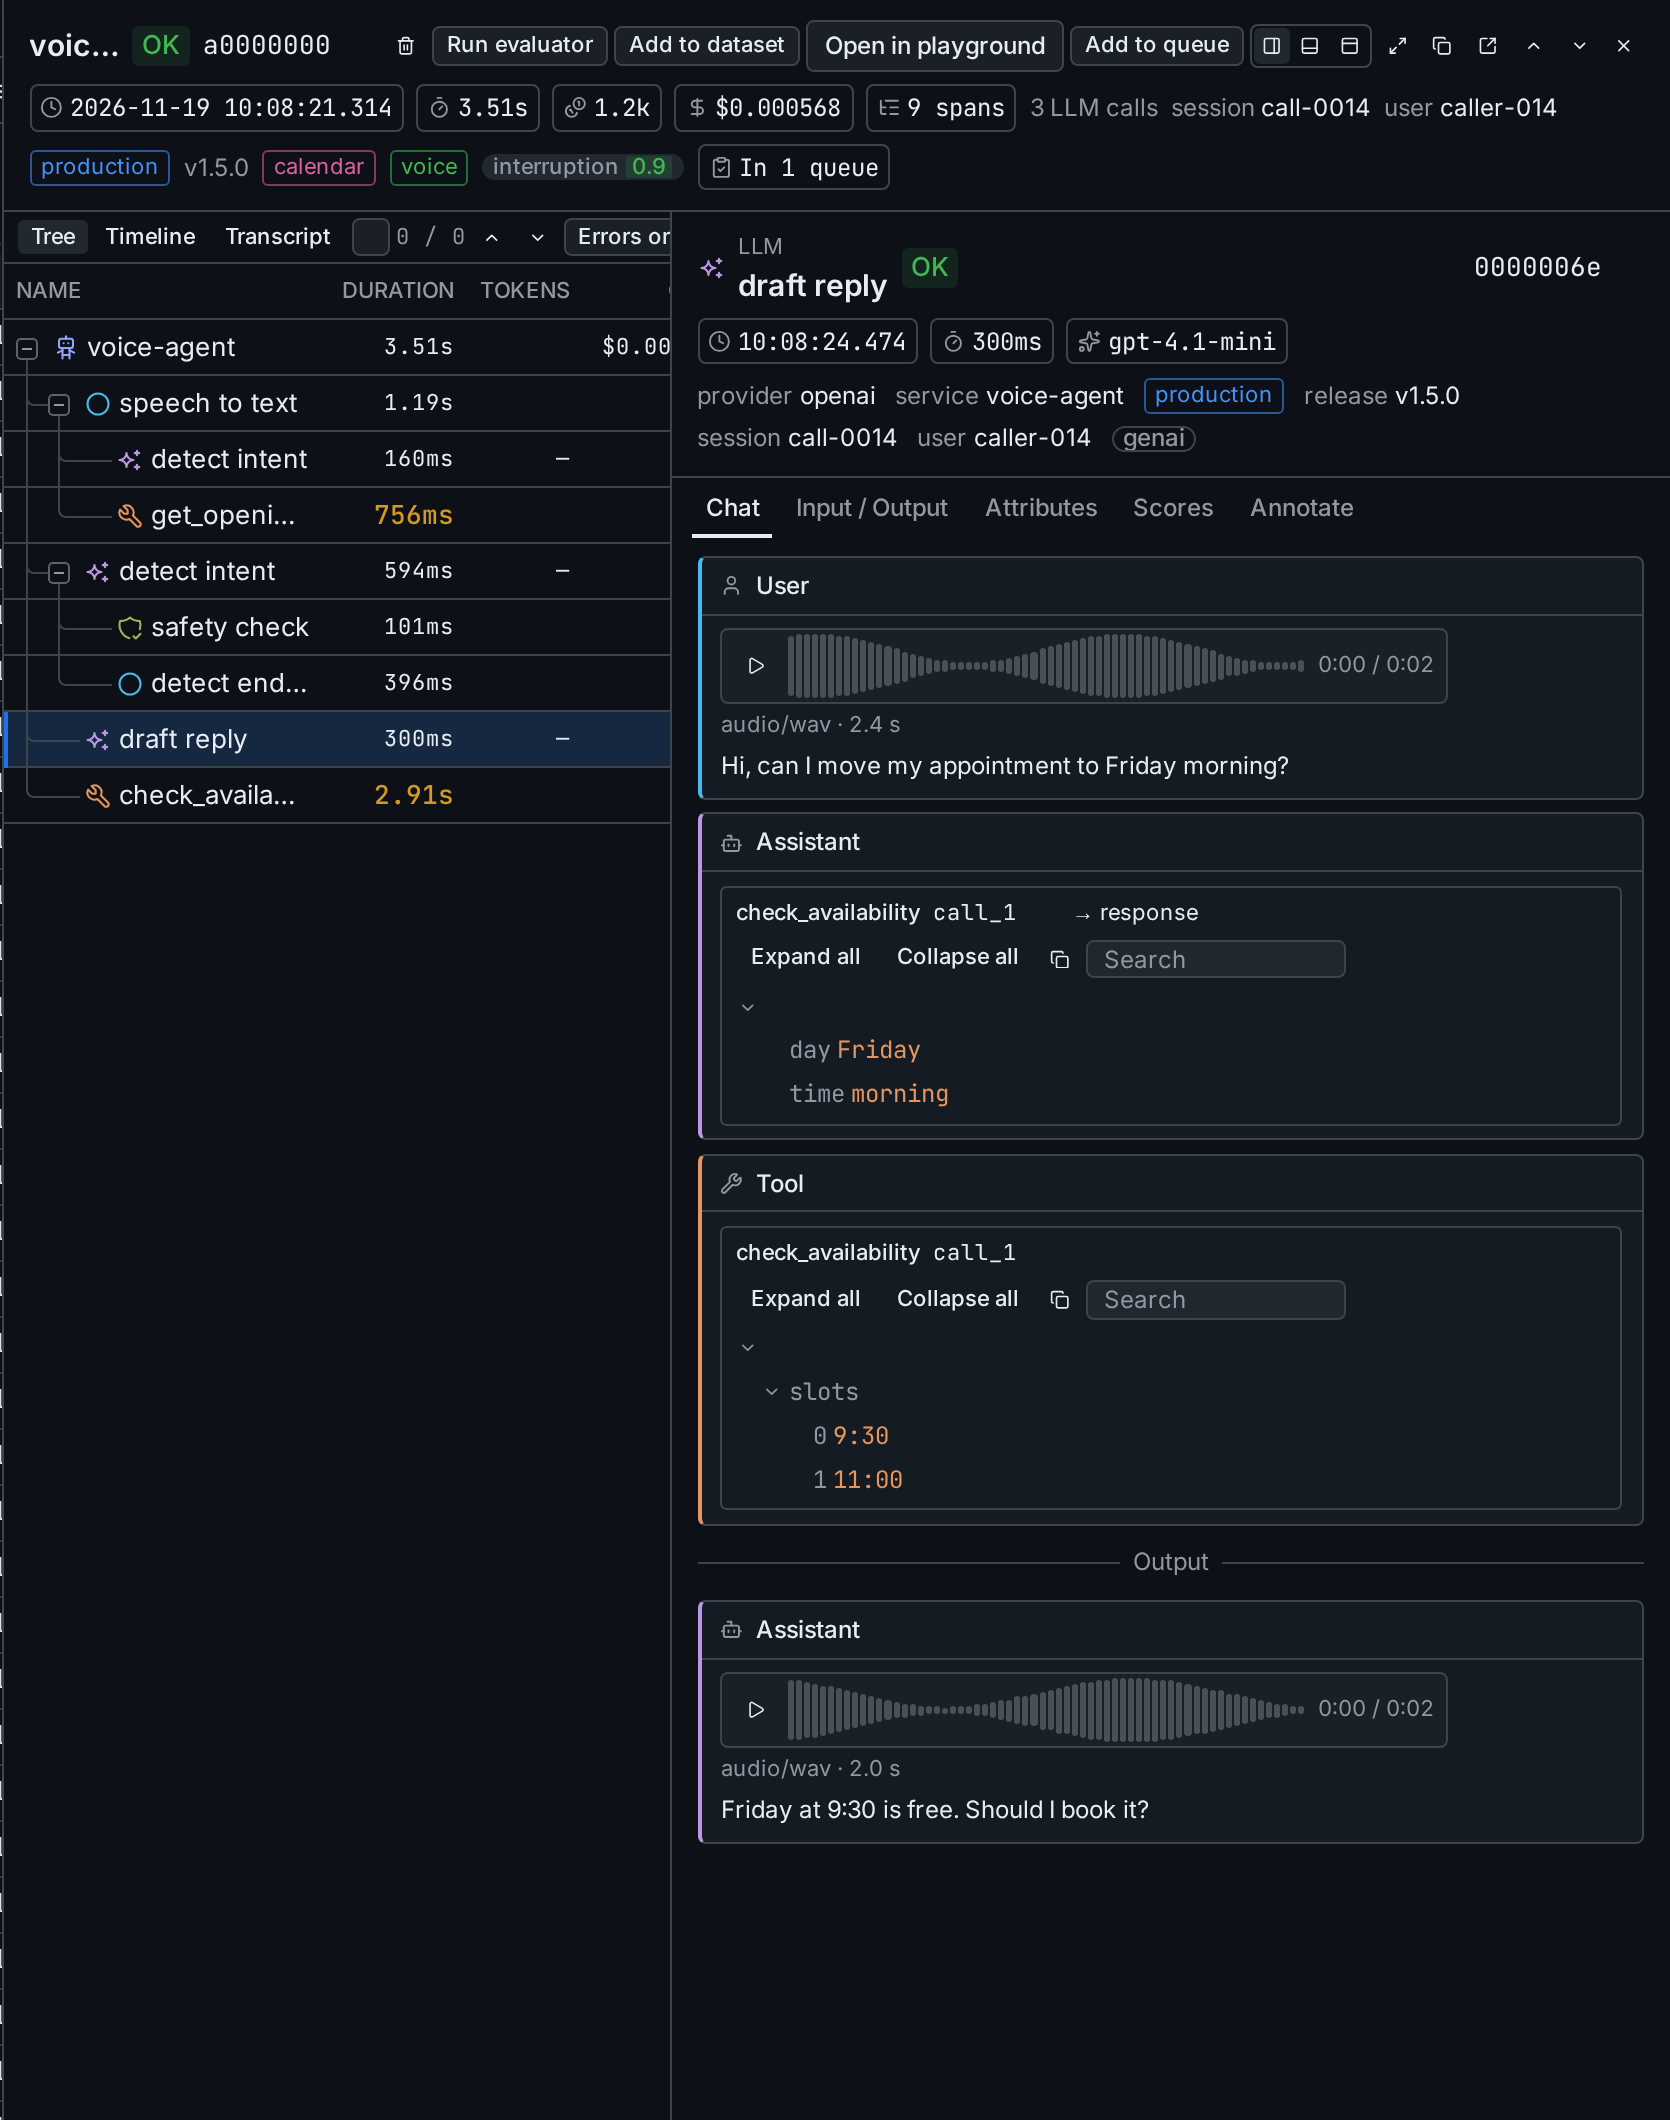 voic... OK a0000000 Run evaluator Add to dataset Open in playground Add to queue
2026-11-19 10:08:21.314 3.51s 1.2k $0.000568 9 spans 3 LLM calls session call-0014 user caller-014
production v1.5.0 calendar voice interruption 0.9 In 1 queue
Tree Timeline Transcript 0 / 0 Errors or
NAME DURATION TOKENS
voice-agent 3.51s $0.00
speech to text 1.19s
detect intent 160ms –
get_openi... 756ms
detect intent 594ms –
safety check 101ms
detect end... 396ms
draft reply 300ms –
check_availa... 2.91s
LLM
draft reply OK 0000006e
10:08:24.474 300ms gpt-4.1-mini
provider openai service voice-agent production release v1.5.0
session call-0014 user caller-014 genai
Chat Input / Output Attributes Scores Annotate
User
0:00 / 0:02
audio/wav · 2.4 s
Hi, can I move my appointment to Friday morning?
Assistant
check_availability call_1 → response
Expand all Collapse all Search
day Friday
time morning
Tool
check_availability call_1
Expand all Collapse all Search
slots
0 9:30
1 11:00
Output
Assistant
0:00 / 0:02
audio/wav · 2.0 s
Friday at 9:30 is free. Should I book it?